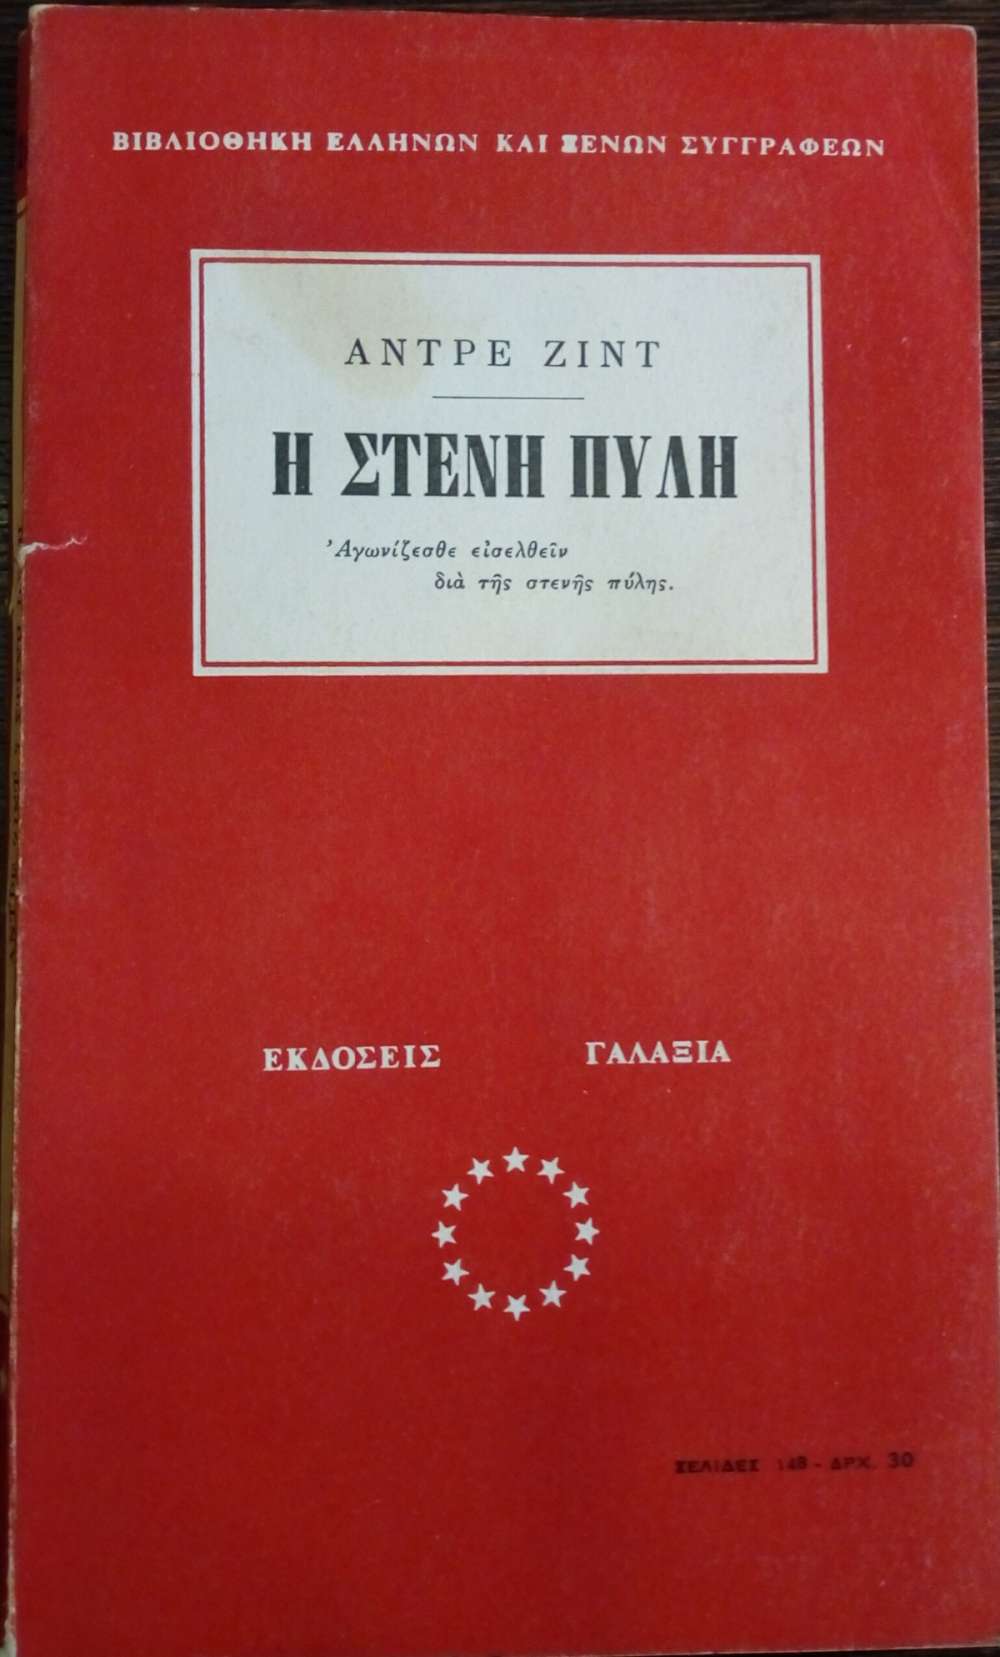 ΒΙΒΛΙΟΘΗΚΗ ΕΛΛΗΝΩΝ ΚΑΙ ΞΕΝΩΝ ΣΥΓΓΡΑΦΕΩΝ
ΑΝΤΡΕ ΖΙΝΤ
Η ΣΤΕΝΗ ΠΥΛΗ
Ἀγωνίζεσθε εἰσελθεῖν
διὰ τῆς στενῆς πύλης.
ΕΚΔΟΣΕΙΣ ΓΑΛΑΞΙΑ
ΣΕΛΙΔΕΣ 148 - ΔΡΧ. 30